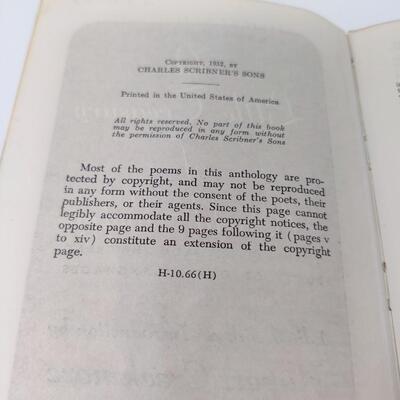 COPYRIGHT, 1952, BY
CHARLES SCRIBNER'S SONS
Printed in the United States of America
All rights reserved. No part of this book
may be reproduced in any form without
the permission of Charles Scribner's Sons
Most of the poems in this anthology are pro-
tected by copyright, and may not be reproduced
in any form without the consent of the poets, their
publishers, or their agents. Since this page cannot
legibly accommodate all the copyright notices, the
opposite page and the 9 pages following it (pages v
to xiv) constitute an extension of the copyright
page.
H-10.66(H)